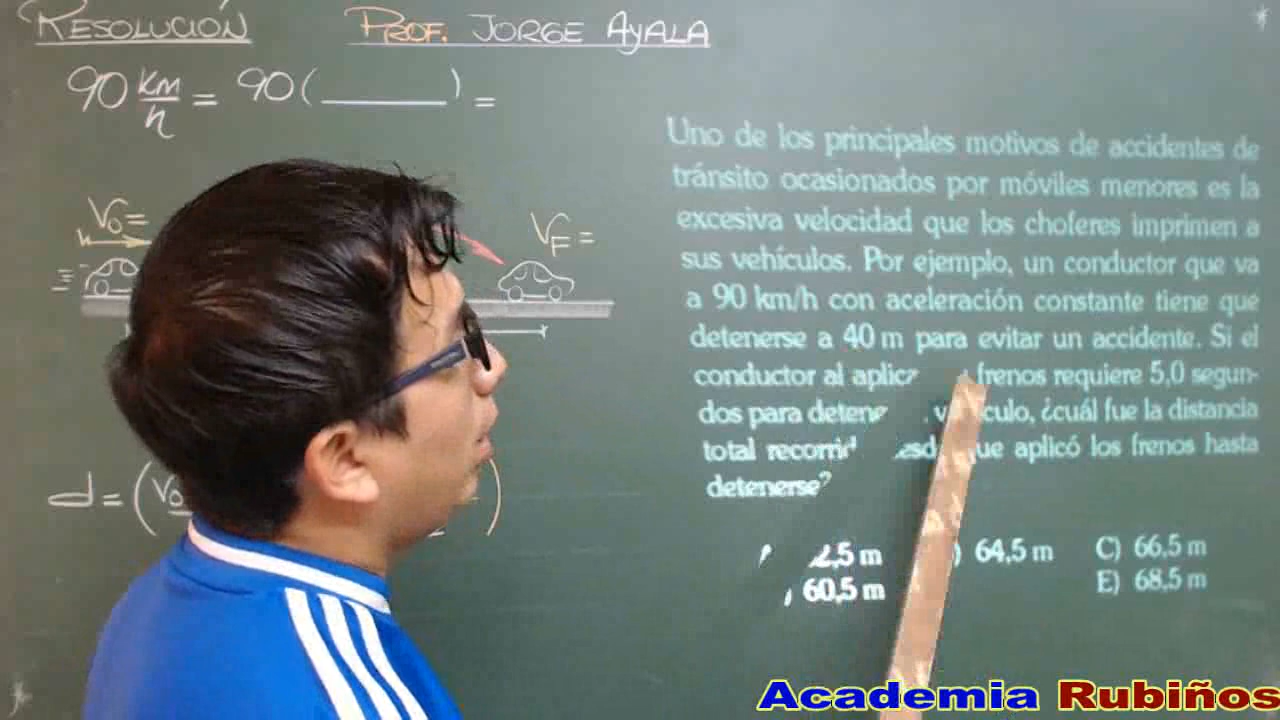 RESOLUCIÓN PROF. JORGE AYALA
90 km/h = 90( ______ ) =
V₀ =
V_F =
d = (V₀ )
Uno de los principales motivos de accidentes de
tránsito ocasionados por móviles menores es la
excesiva velocidad que los choferes imprimen a
sus vehículos. Por ejemplo, un conductor que va
a 90 km/h con aceleración constante tiene que
detenerse a 40 m para evitar un accidente. Si el
conductor al aplic frenos requiere 5,0 segun-
dos para detene culo, ¿cuál fue la distancia
total recorri ue aplicó los frenos hasta
detenerse?
2,5 m ) 64,5 m C) 66,5 m
) 60,5 m E) 68,5 m
Academia Rubiños